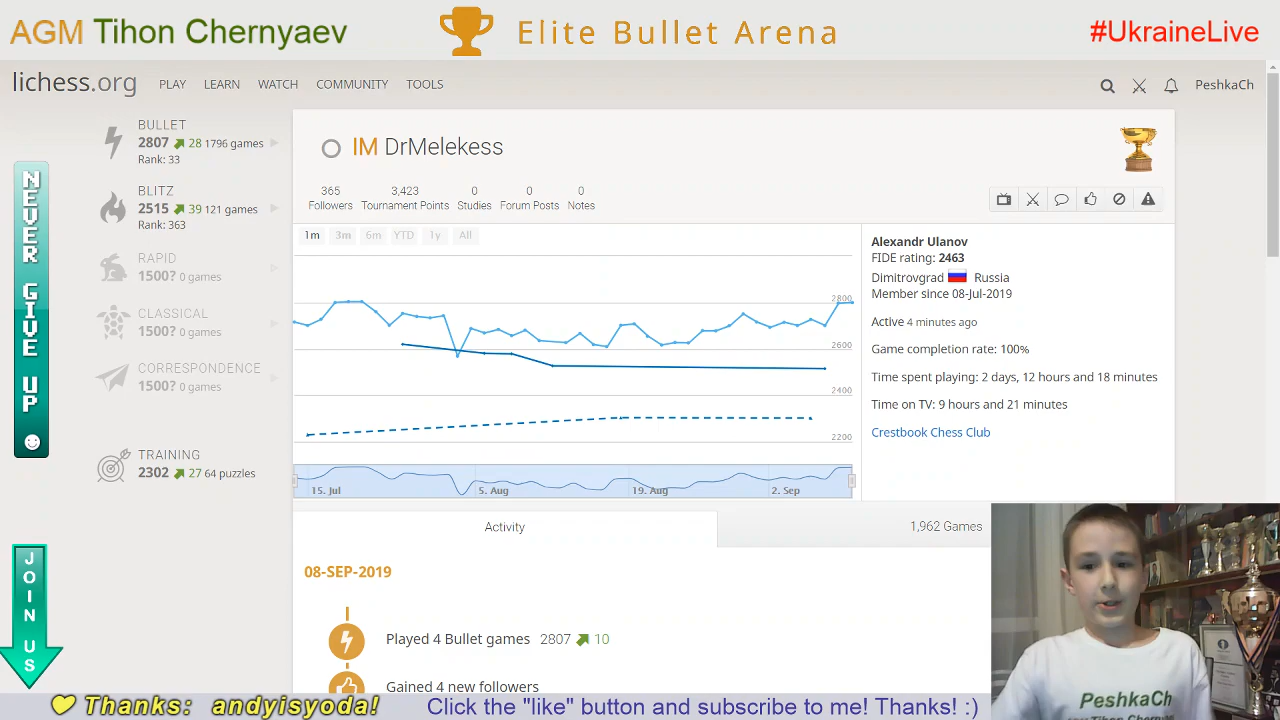 AGM Tihon Chernyaev
Elite Bullet Arena
#UkraineLive
lichess.org
PLAY LEARN WATCH COMMUNITY TOOLS
PeshkaCh
NEVER GIVE UP
JOIN US
BULLET
2807 28 1796 games
Rank: 33
BLITZ
2515 39 121 games
Rank: 363
RAPID
1500? 0 games
CLASSICAL
1500? 0 games
CORRESPONDENCE
1500? 0 games
TRAINING
2302 27 64 puzzles
IM DrMelekess
365 3,423 0 0 0
Followers Tournament Points Studies Forum Posts Notes
1m 3m 6m YTD 1y All
2800
2600
2400
2200
15. Jul 5. Aug 19. Aug 2. Sep
Alexandr Ulanov
FIDE rating: 2463
Dimitrovgrad Russia
Member since 08-Jul-2019
Active 4 minutes ago
Game completion rate: 100%
Time spent playing: 2 days, 12 hours and 18 minutes
Time on TV: 9 hours and 21 minutes
Crestbook Chess Club
Activity 1,962 Games
08-SEP-2019
Played 4 Bullet games 2807 10
Gained 4 new followers
PeshkaCh
Thanks: andyisyoda!
Click the "like" button and subscribe to me! Thanks! :)